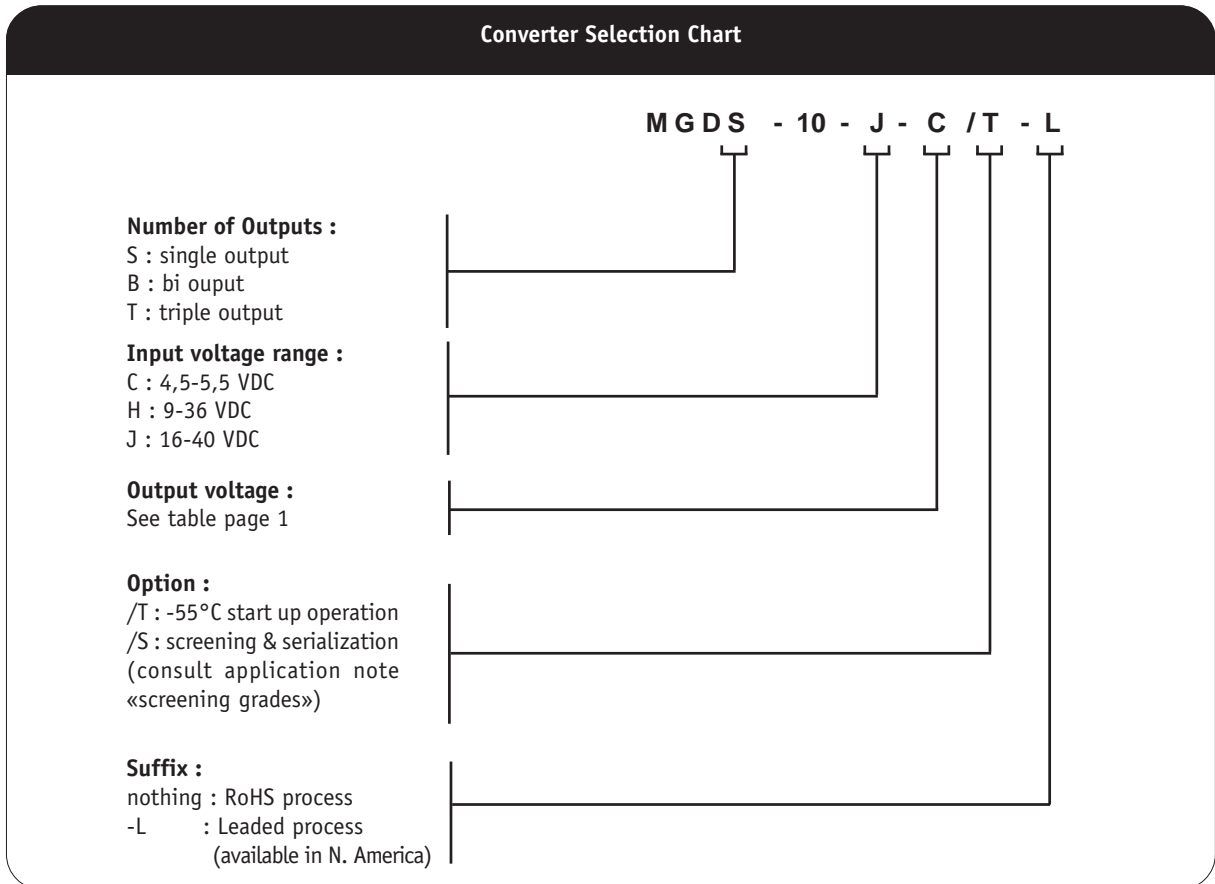 Converter Selection Chart
MGDS - 10 - J - C /T - L
Number of Outputs :
S : single output
B : bi ouput
T : triple output
Input voltage range :
C : 4,5-5,5 VDC
H : 9-36 VDC
J : 16-40 VDC
Output voltage :
See table page 1
Option :
/T : -55°C start up operation
/S : screening & serialization
(consult application note
«screening grades»)
Suffix :
nothing : RoHS process
-L : Leaded process
(available in N. America)